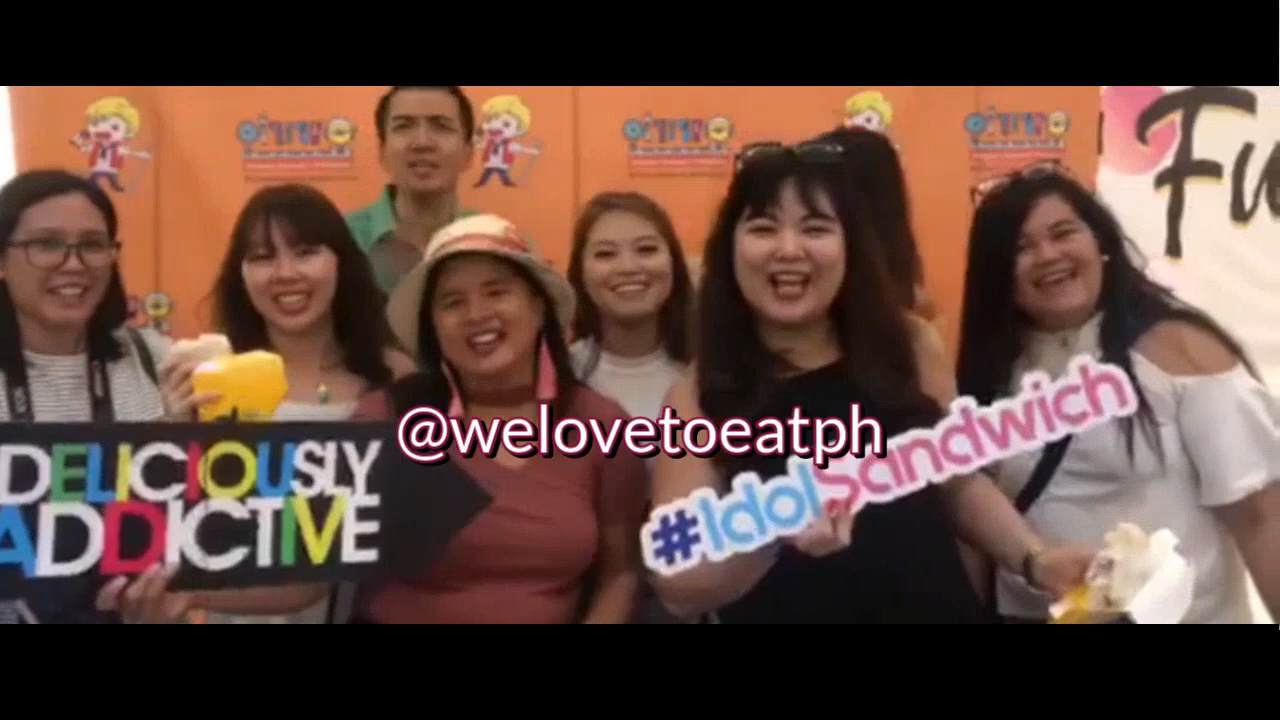 Fu
@welovetoeatph
#IdolSandwich
DELICIOUSLY
ADDICTIVE